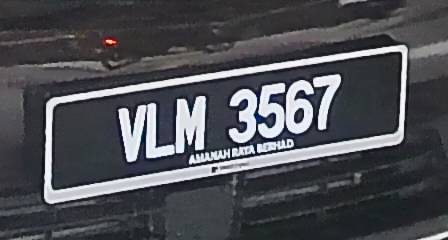 VLM 3567
AMANAH RAYA BERHAD